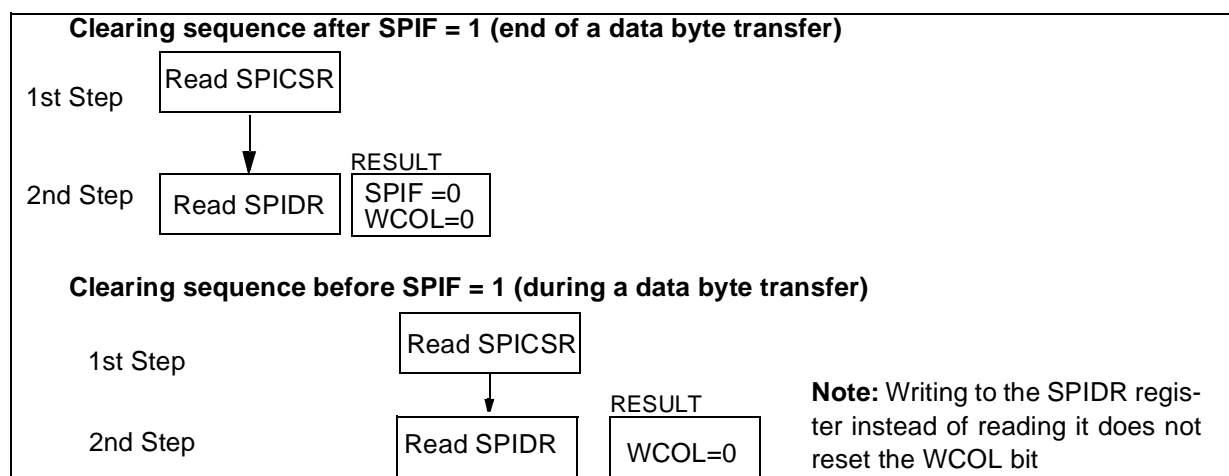 Clearing sequence after SPIF = 1 (end of a data byte transfer)
1st Step
Read SPICSR
RESULT
2nd Step
Read SPIDR
SPIF =0
WCOL=0
Clearing sequence before SPIF = 1 (during a data byte transfer)
1st Step
Read SPICSR
RESULT
2nd Step
Read SPIDR
WCOL=0
Note: Writing to the SPIDR regis-
ter instead of reading it does not
reset the WCOL bit